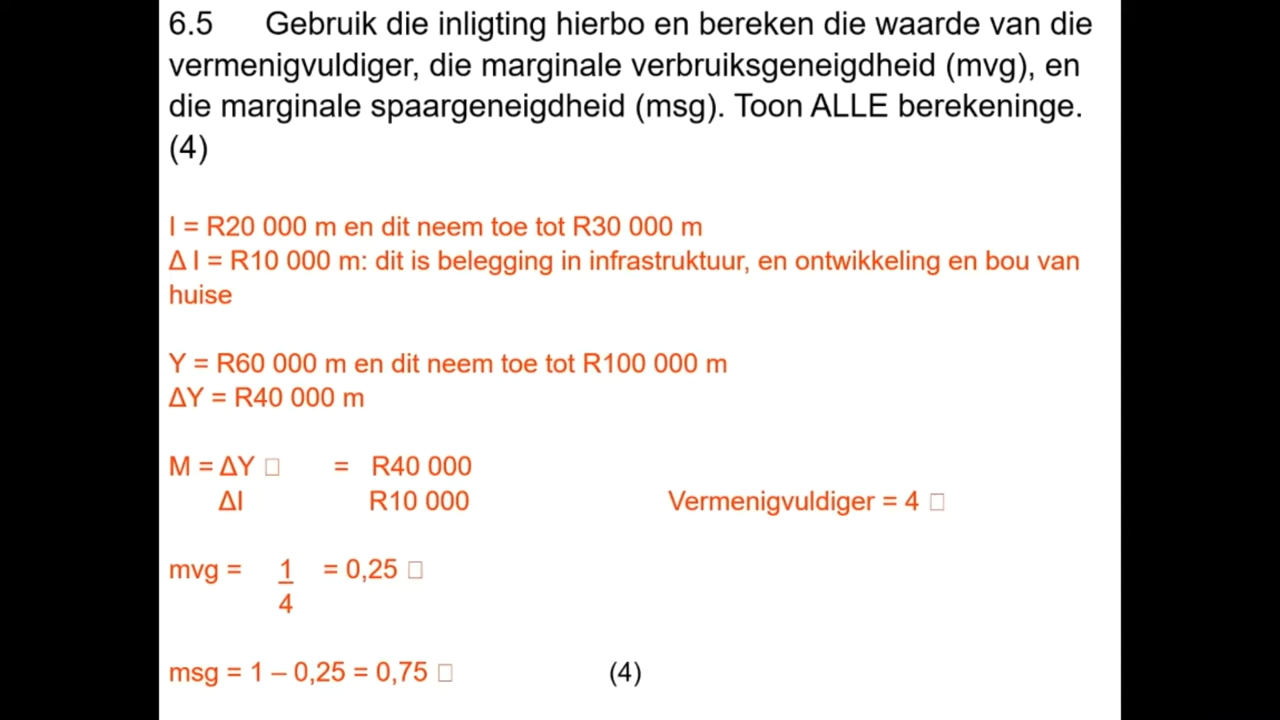 6.5 Gebruik die inligting hierbo en bereken die waarde van die
vermenigvuldiger, die marginale verbruiksgeneigdheid (mvg), en
die marginale spaargeneigdheid (msg). Toon ALLE berekeninge.
(4)
I = R20 000 m en dit neem toe tot R30 000 m
Δ I = R10 000 m: dit is belegging in infrastruktuur, en ontwikkeling en bou van
huise
Y = R60 000 m en dit neem toe tot R100 000 m
ΔY = R40 000 m
M = ΔY □ = R40 000
ΔI R10 000 Vermenigvuldiger = 4 □
mvg = 1 = 0,25 □
4
msg = 1 – 0,25 = 0,75 □ (4)